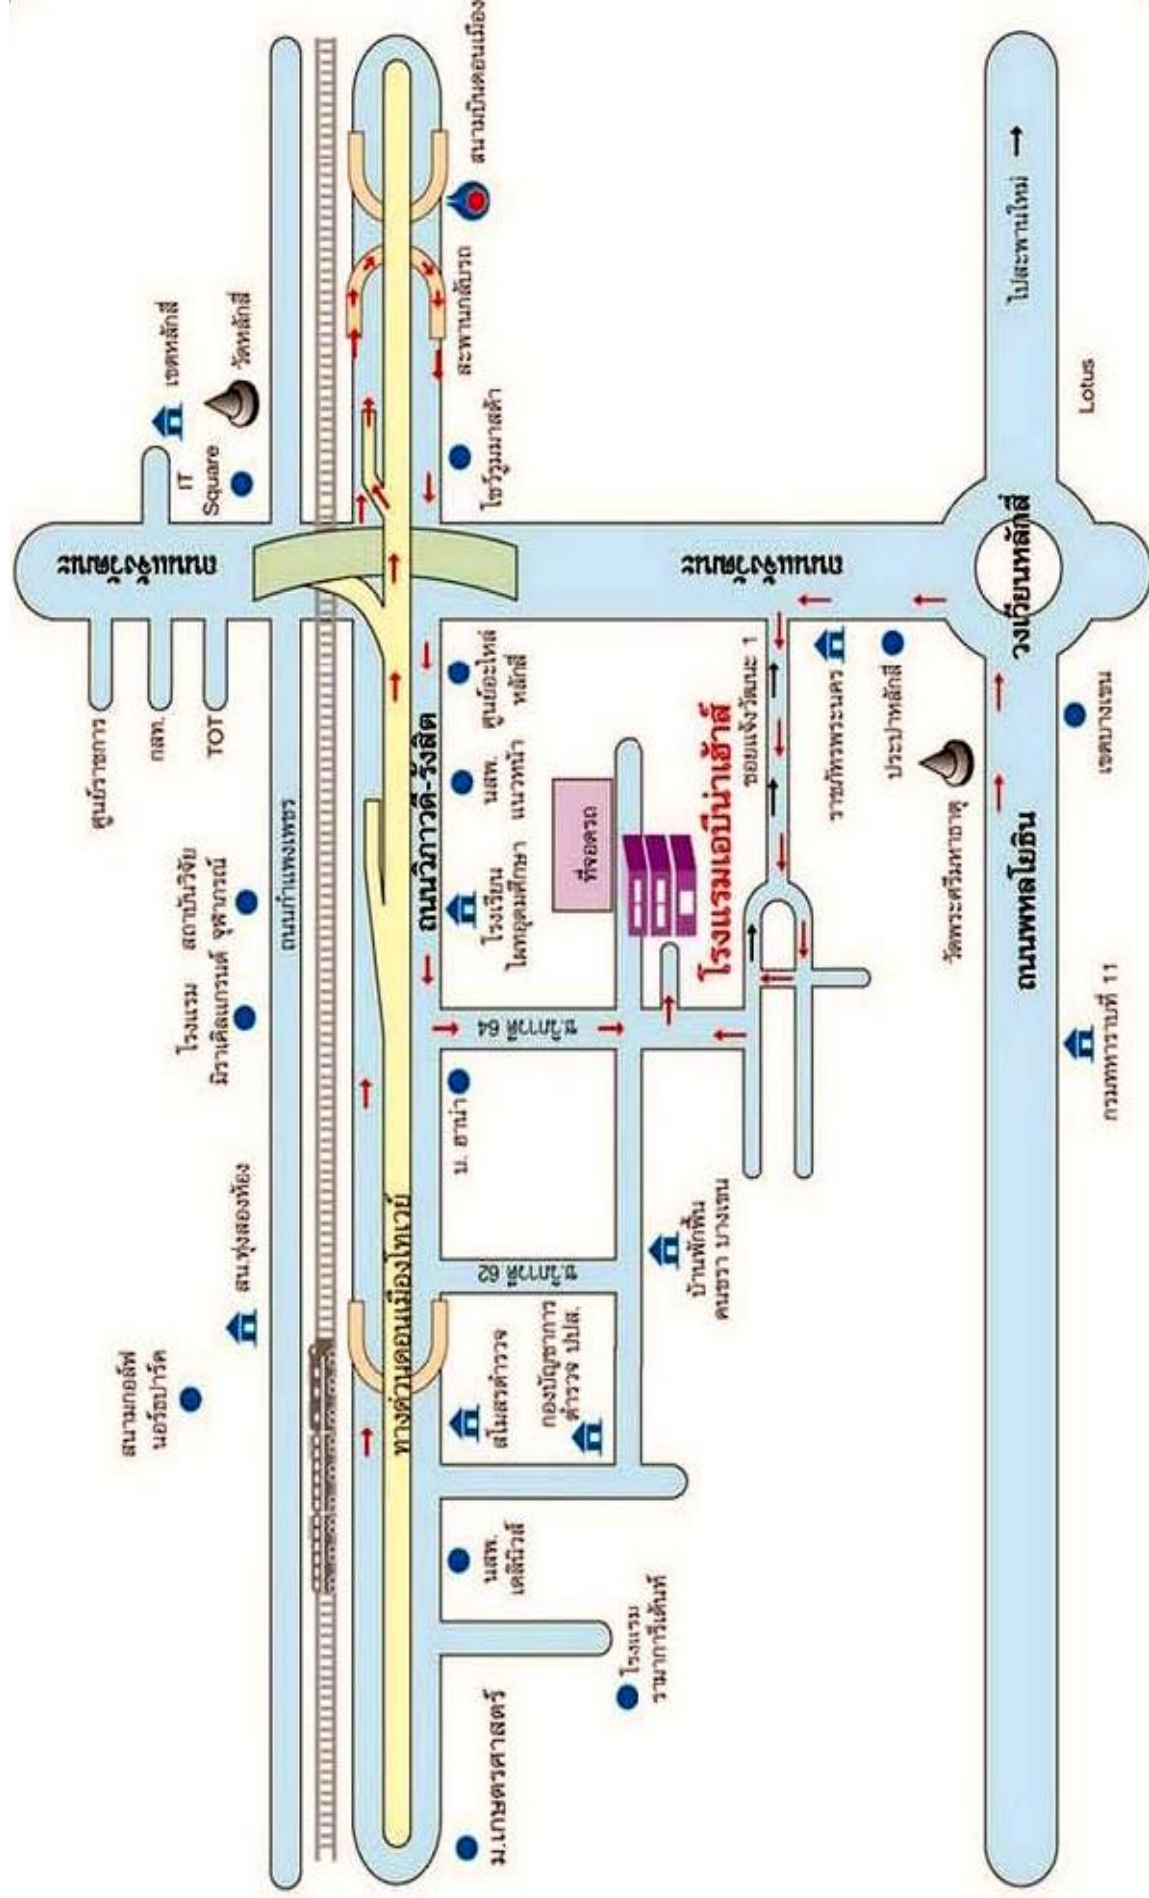 สนามกอล์ฟ
นอร์ธปาร์ค
สน.ทุ่งสองห้อง
โรงแรม
มิราเคิลแกรนด์
สถาบันวิจัย
จุฬาภรณ์
ศูนย์ราชการ
กสท.
TOT
ถนนแจ้งวัฒนะ
IT
Square
เขตหลักสี่
วัดหลักสี่
ถนนกำแพงเพชร
ทางด่วนดอนเมืองโทเวย์
ถนนวิภาวดี-รังสิต
ม.เกษตรศาสตร์
นสพ.
เดลินิวส์
สโมสรตำรวจ
กองบัญชาการ
ตำรวจ ปปส.
ซ.วิภาวดี 62
บ. ฮาน่า
ซ.วิภาวดี 64
โรงเรียน
ไผทอุดมศึกษา
นสพ.
แนวหน้า
ศูนย์อะไหล่
หลักสี่
โชว์รูมมาสด้า
สะพานกลับรถ
สนามบินดอนเมือง
โรงแรม
รามาการ์เด้นท์
บ้านพักฟื้น
คนชรา บางเขน
ที่จอดรถ
โรงแรมเอบีน่าเฮ้าส์
ซอยแจ้งวัฒนะ 1
ถนนแจ้งวัฒนะ
ราชภัทรพระนคร
ประปาหลักสี่
วัดพระศรีมหาธาตุ
ถนนพหลโยธิน
วงเวียนหลักสี่
ไปสะพานใหม่
กรมทหารราบที่ 11
เขตบางเขน
Lotus